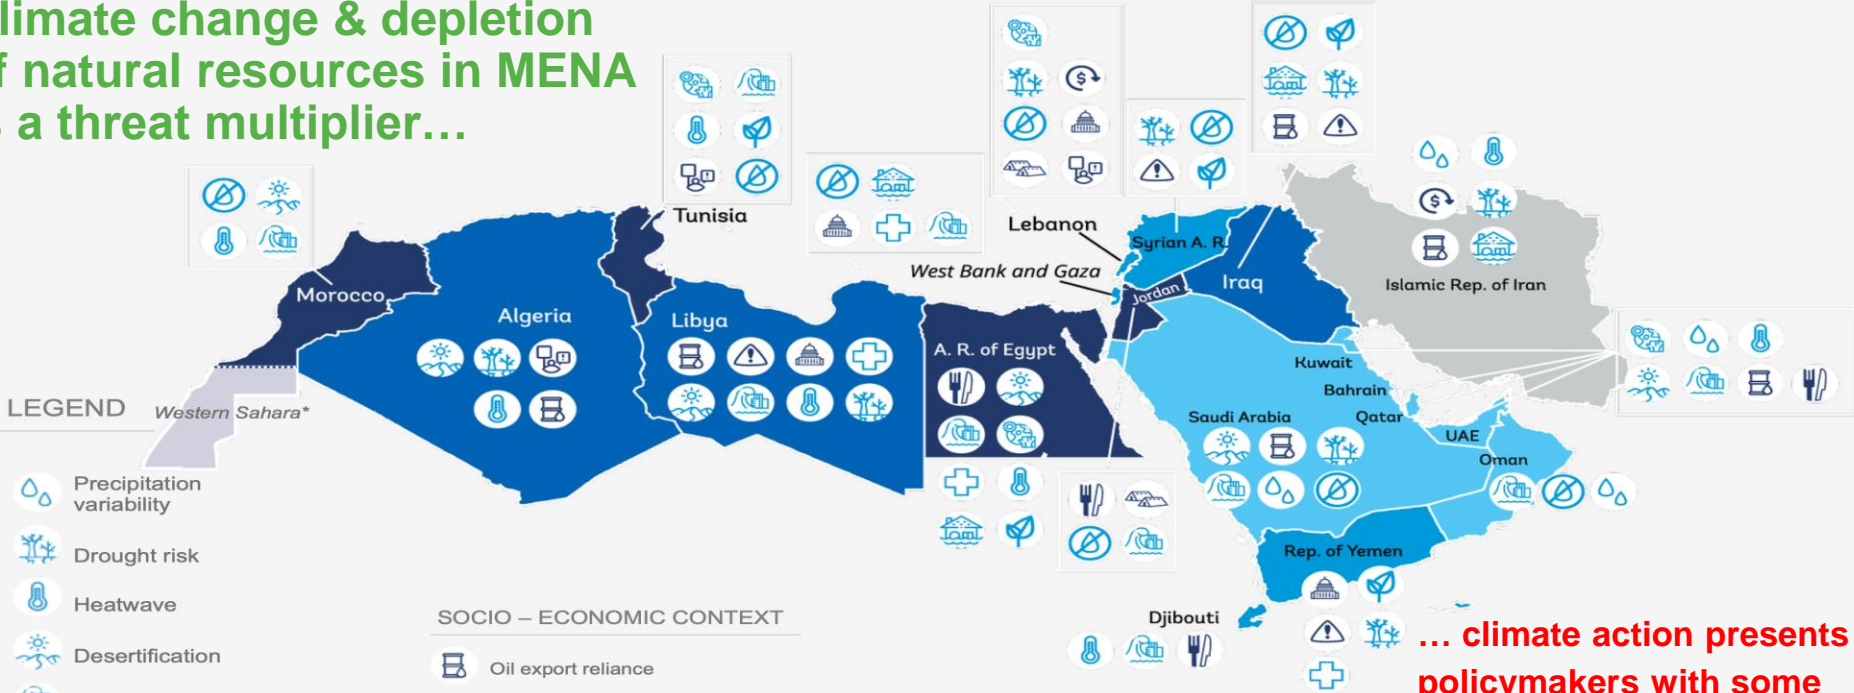 limate change & depletion
f natural resources in MENA
s a threat multiplier…
Tunisia
Lebanon
Syrian A. R.
West Bank and Gaza
Jordan
Iraq
Islamic Rep. of Iran
Morocco
Algeria
Libya
A. R. of Egypt
Kuwait
Bahrain
Saudi Arabia
Qatar
UAE
Oman
Western Sahara*
Rep. of Yemen
Djibouti
LEGEND
Precipitation
variability
Drought risk
Heatwave
Desertification
SOCIO – ECONOMIC CONTEXT
Oil export reliance
… climate action presents
policymakers with some